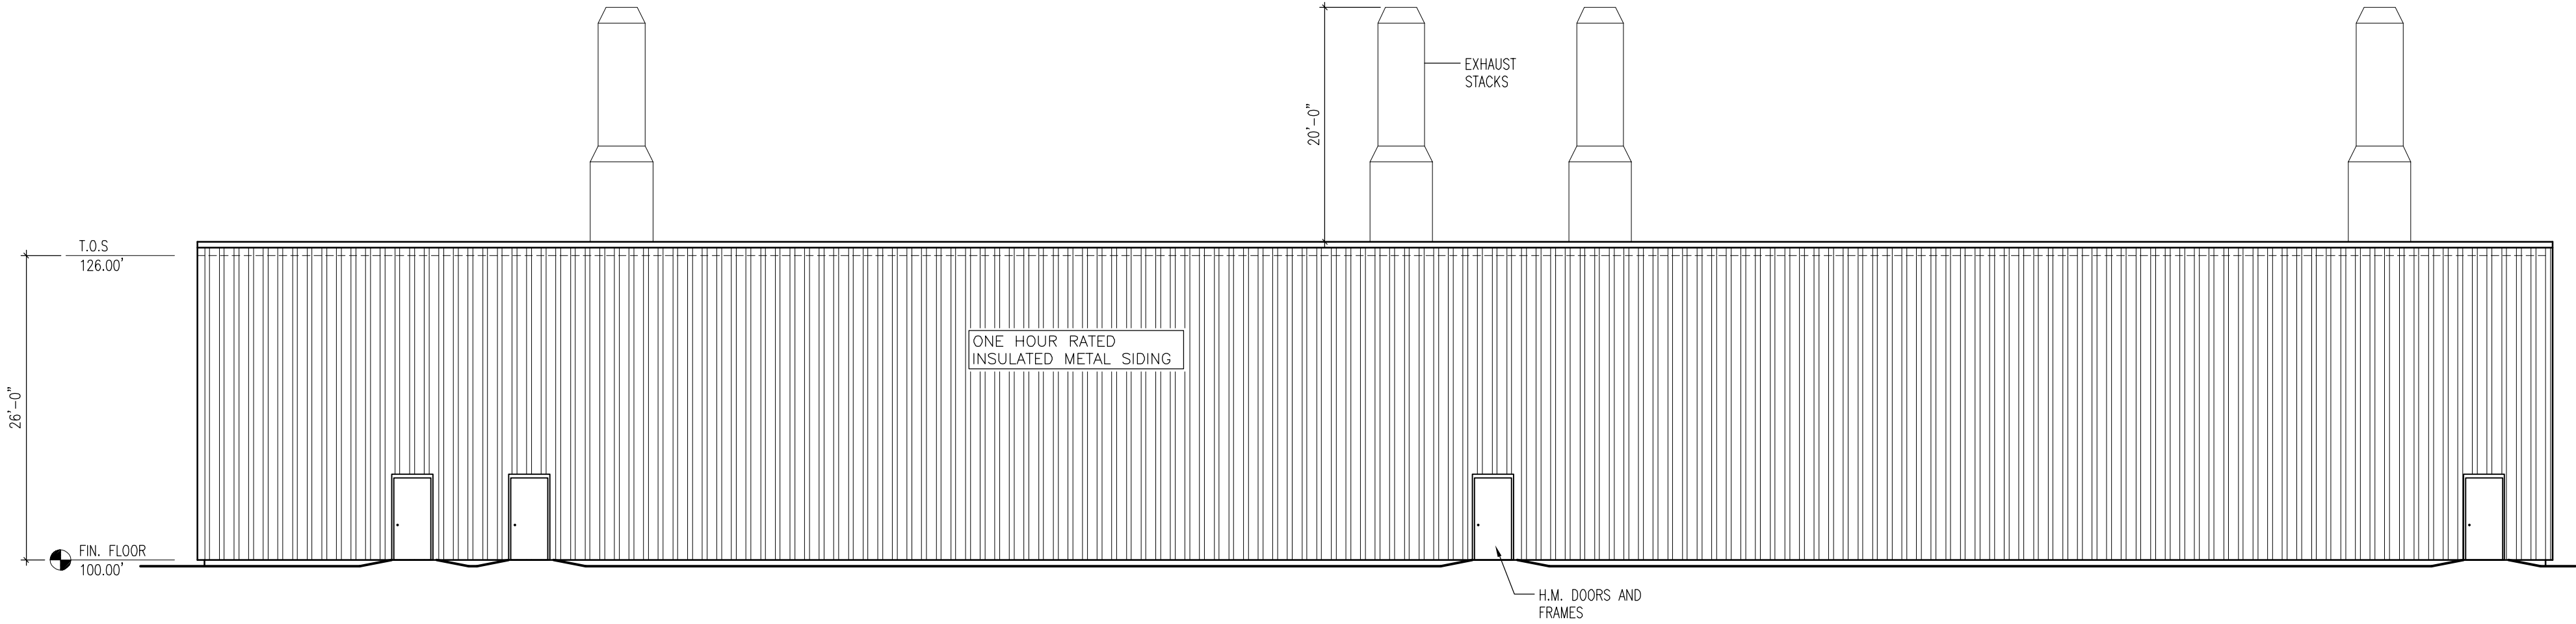 EXHAUST
STACKS
20'-0"
T.O.S
126.00'
ONE HOUR RATED
INSULATED METAL SIDING
26'-0"
FIN. FLOOR
100.00'
H.M. DOORS AND
FRAMES